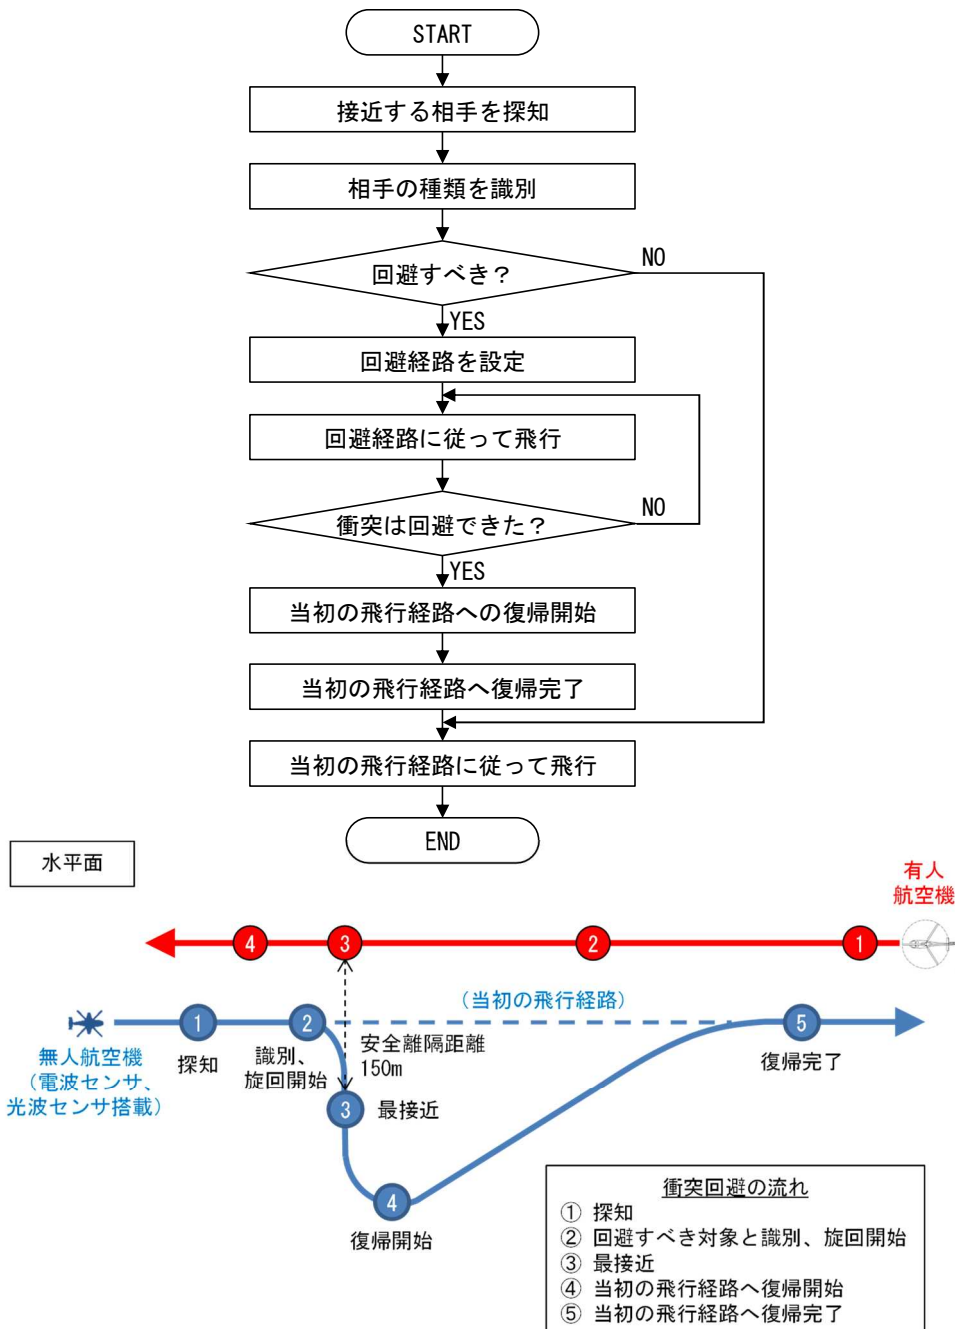 START
接近する相手を探知
相手の種類を識別
回避すべき？
NO
YES
回避経路を設定
回避経路に従って飛行
衝突は回避できた？
NO
YES
当初の飛行経路への復帰開始
当初の飛行経路へ復帰完了
当初の飛行経路に従って飛行
END
水平面
有人
航空機
4
3
2
1
(当初の飛行経路)
1
2
5
無人航空機
(電波センサ、
光波センサ搭載)
探知
識別、
旋回開始
安全離隔距離
150m
復帰完了
3
最接近
4
復帰開始
衝突回避の流れ
① 探知
② 回避すべき対象と識別、旋回開始
③ 最接近
④ 当初の飛行経路へ復帰開始
⑤ 当初の飛行経路へ復帰完了